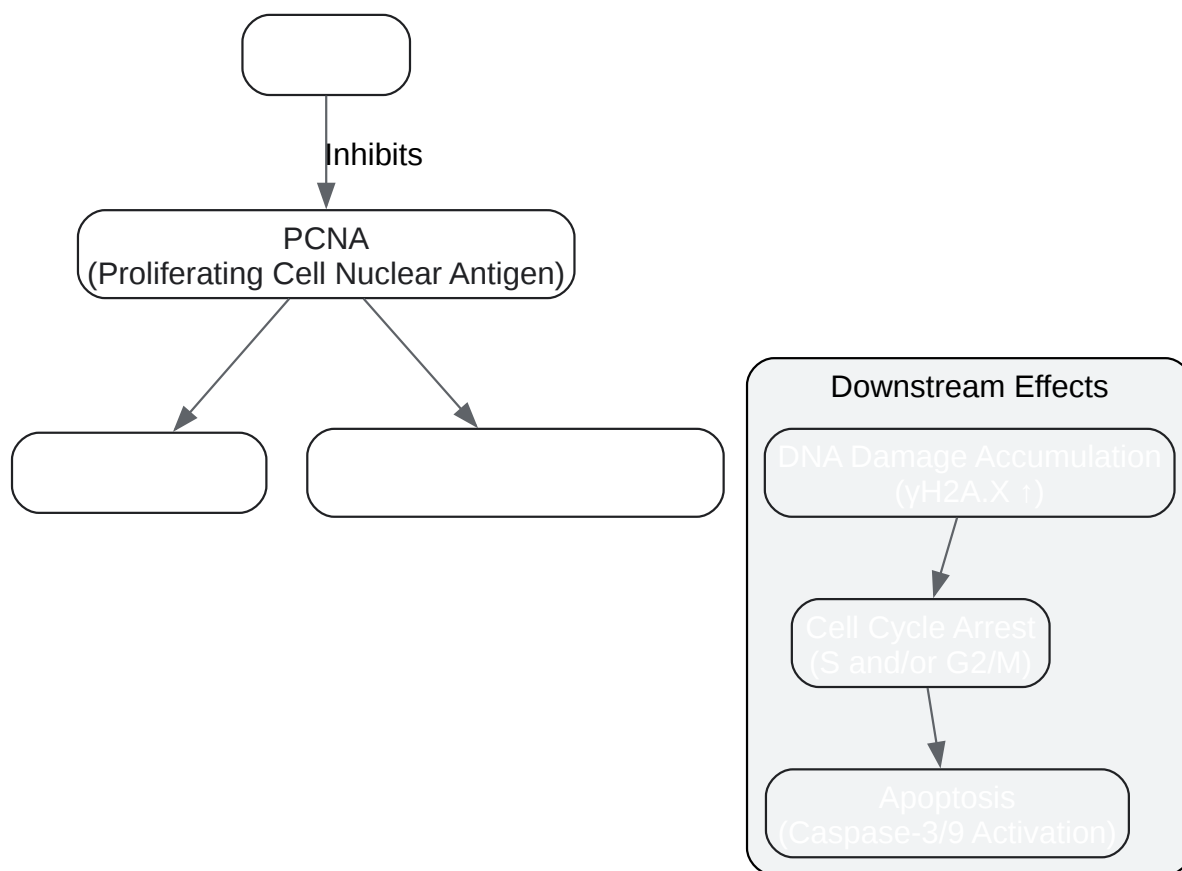 Inhibits
PCNA
(Proliferating Cell Nuclear Antigen)
Downstream Effects
DNA Damage Accumulation
(γH2A.X ↑)
Cell Cycle Arrest
(S and/or G2/M)
Apoptosis
(Caspase-3/9 Activation)